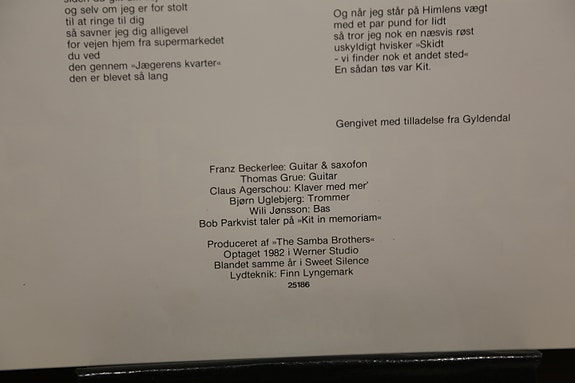 og selv om jeg er for stolt
til at ringe til dig
så savner jeg dig alligevel
for vejen hjem fra supermarkedet
du ved
den gennem »Jægerens kvarter«
den er blevet så lang
Og når jeg står på Himlens vægt
med et par pund for lidt
så tror jeg nok en næsvis røst
uskyldigt hvisker »Skidt
- vi finder nok et andet sted«
En sådan tøs var Kit.
Gengivet med tilladelse fra Gyldendal
Franz Beckerlee: Guitar & saxofon
Thomas Grue: Guitar
Claus Agerschou: Klaver med mer'
Bjørn Uglebjerg: Trommer
Wili Jønsson: Bas
Bob Parkvist taler på »Kit in memoriam«
Produceret af »The Samba Brothers«
Optaget 1982 i Werner Studio
Blandet samme år i Sweet Silence
Lydteknik: Finn Lyngemark
25186